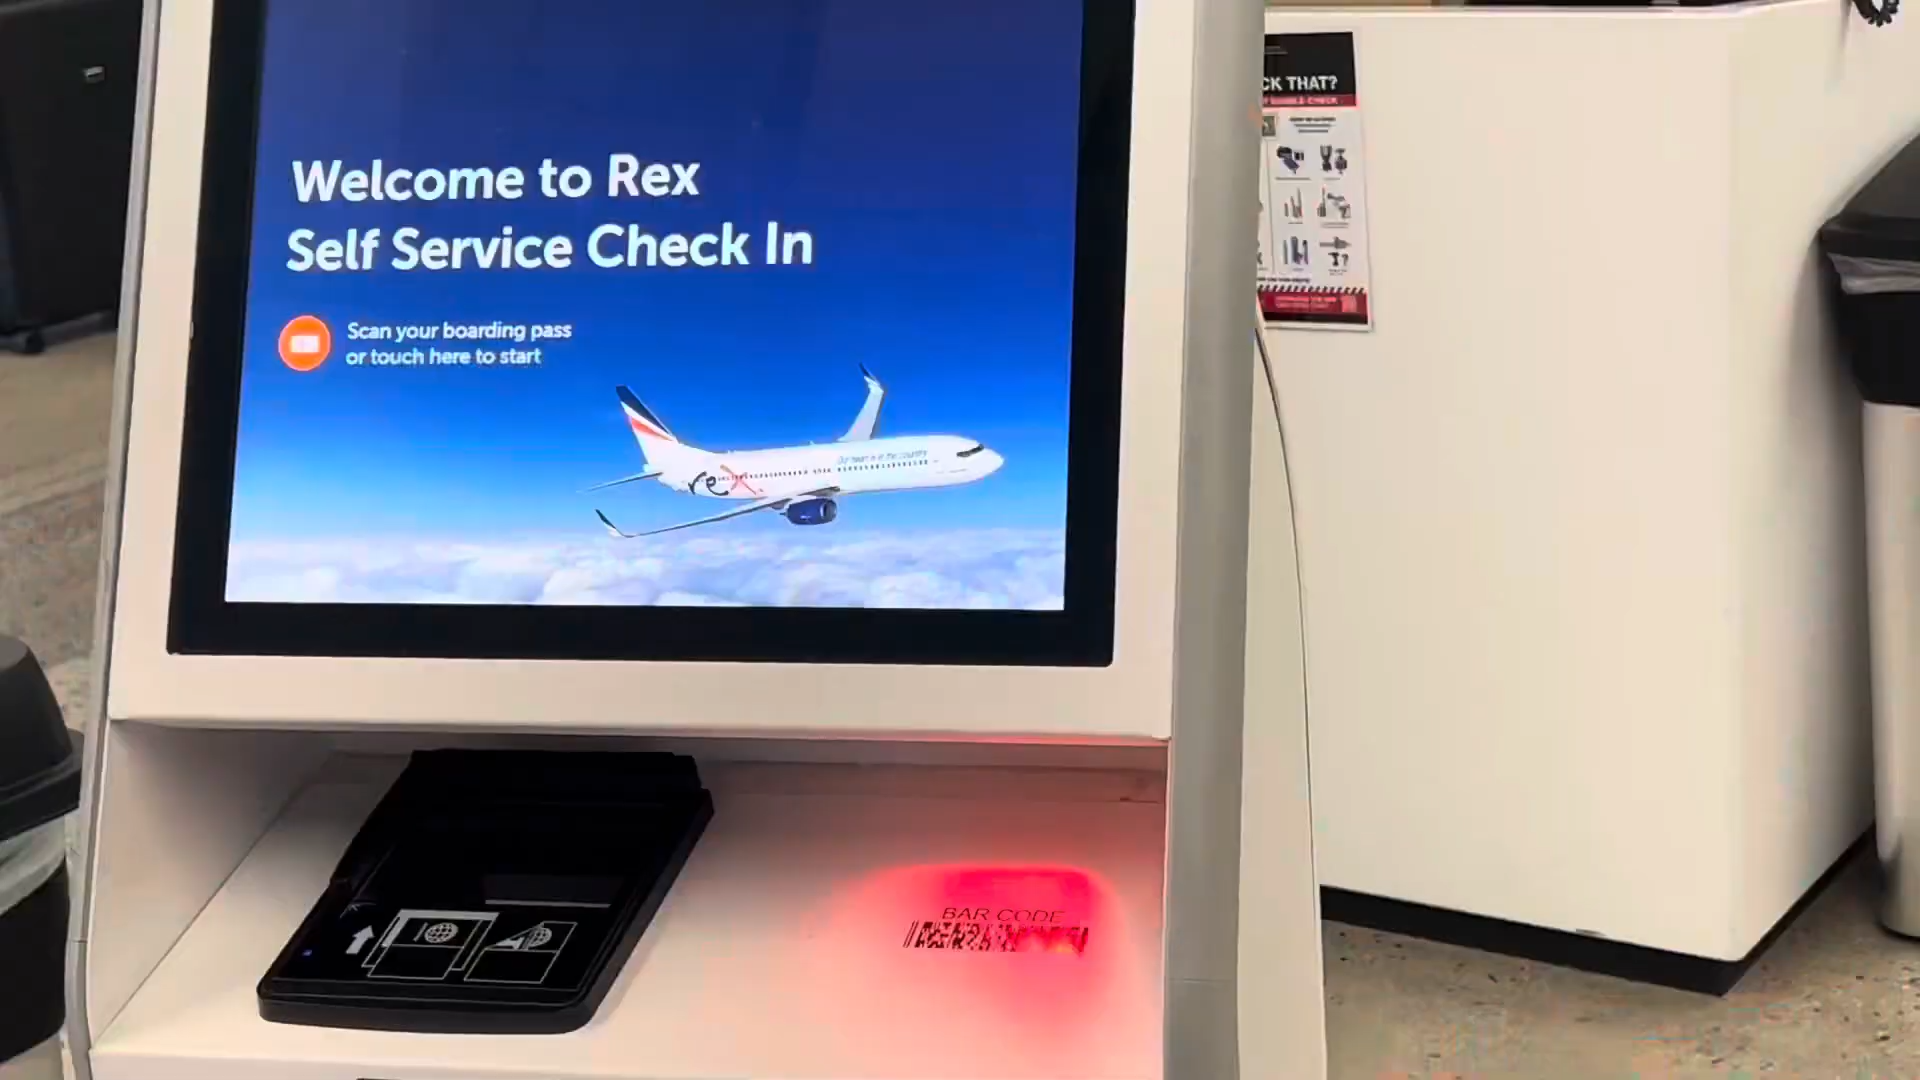 Welcome to Rex
Self Service Check In
Scan your boarding pass
or touch here to start
Our heart is in the country
rex
BAR CODE
CK THAT?